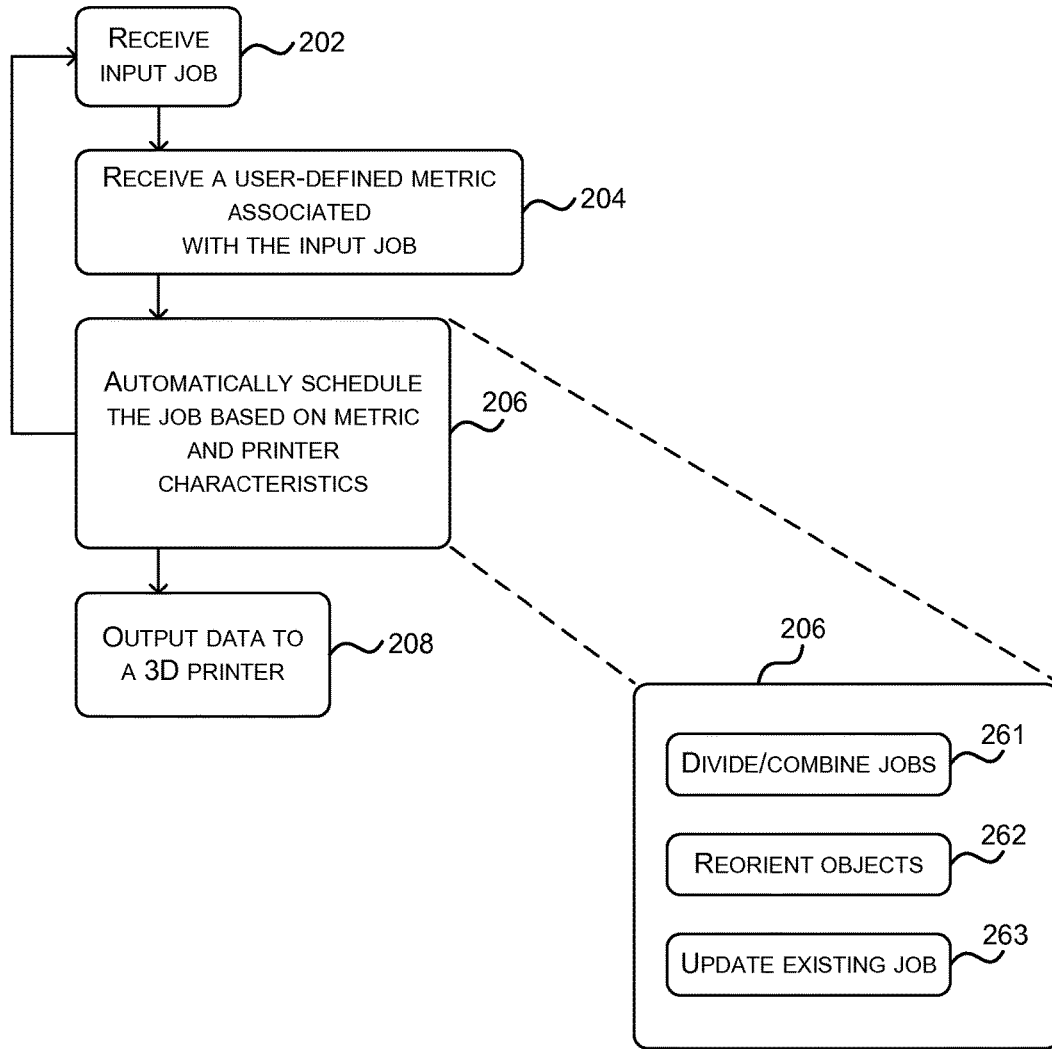 RECEIVE
INPUT JOB
202
RECEIVE A USER-DEFINED METRIC
ASSOCIATED
WITH THE INPUT JOB
204
AUTOMATICALLY SCHEDULE
THE JOB BASED ON METRIC
AND PRINTER
CHARACTERISTICS
206
OUTPUT DATA TO
A 3D PRINTER
208
206
DIVIDE/COMBINE JOBS
261
REORIENT OBJECTS
262
UPDATE EXISTING JOB
263